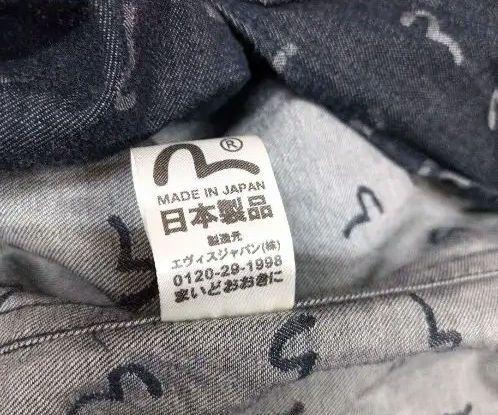 ®
MADE IN JAPAN
日本製品
製造元
エヴィスジャパン(株)
0120-29-1998
まいどおおきに